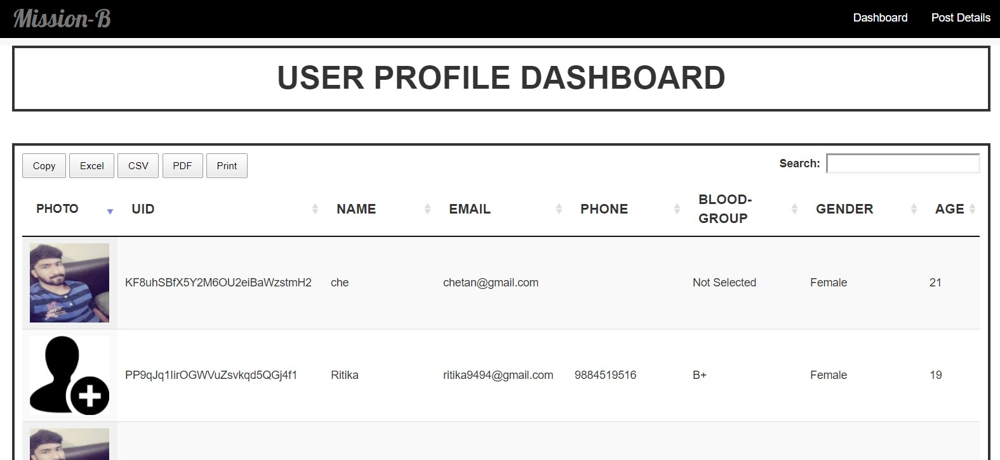 Mission-B
Dashboard Post Details
USER PROFILE DASHBOARD
Copy Excel CSV PDF Print Search:
PHOTO UID NAME EMAIL PHONE BLOOD-GROUP GENDER AGE
KF8uhSBfX5Y2M6OU2eiBaWzstmH2 che chetan@gmail.com Not Selected Female 21
PP9qJq1IirOGWVuZsvkqd5QGj4f1 Ritika ritika9494@gmail.com 9884519516 B+ Female 19